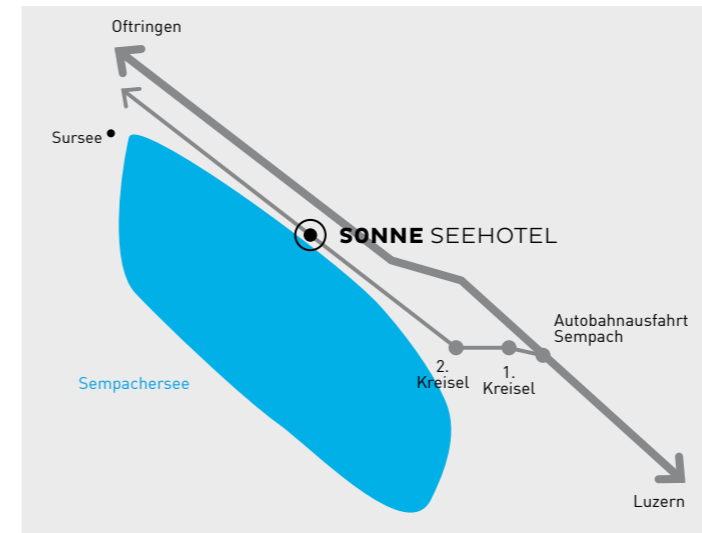 Oftringen
Sursee
SONNE SEEHOTEL
Autobahnausfahrt
Sempach
2.
Kreisel
1.
Kreisel
Sempachersee
Luzern